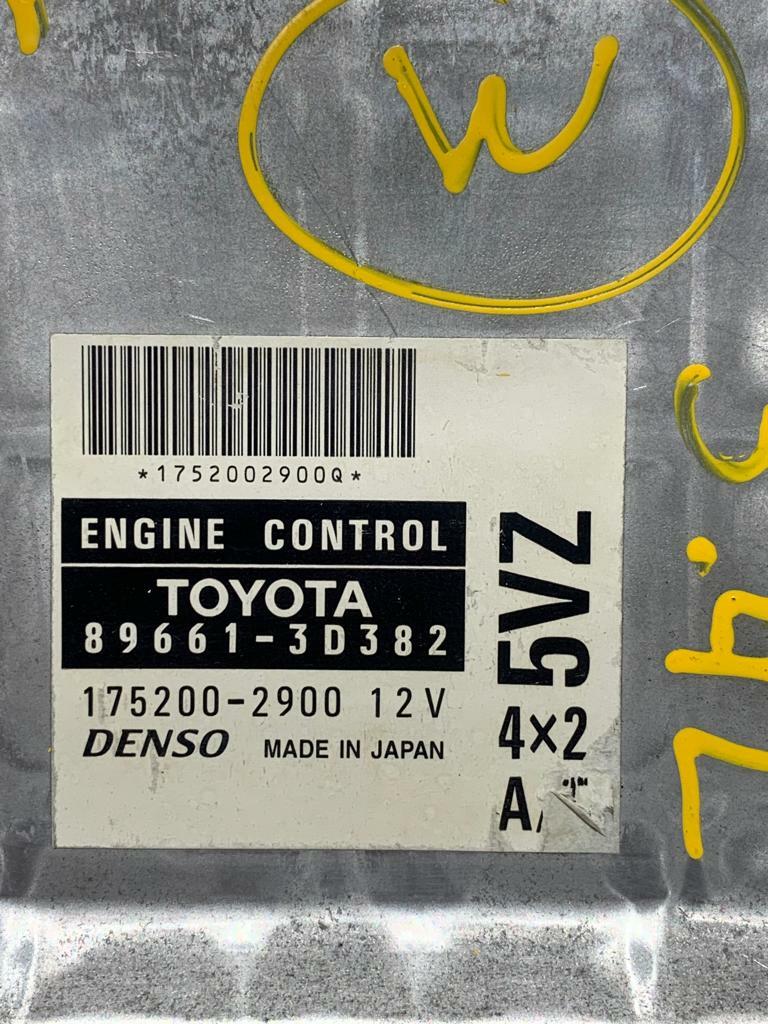 W
*1752002900Q*
ENGINE CONTROL
TOYOTA
89661-3D382
175200-2900 12V
DENSO MADE IN JAPAN
5VZ
4×2